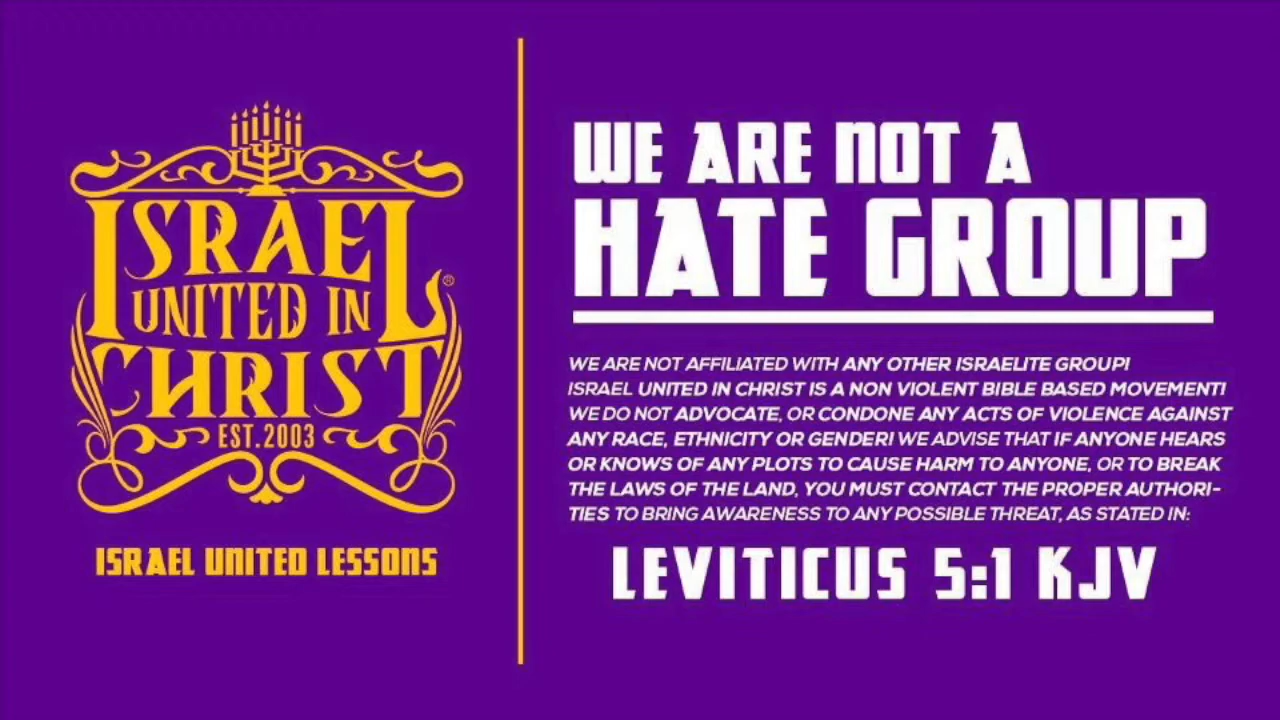 ISRAEL
UNITED IN
CHRIST
EST.2003
ISRAEL UNITED LESSONS
WE ARE NOT A
HATE GROUP
WE ARE NOT AFFILIATED WITH ANY OTHER ISRAELITE GROUP!
ISRAEL UNITED IN CHRIST IS A NON VIOLENT BIBLE BASED MOVEMENT!
WE DO NOT ADVOCATE, OR CONDONE ANY ACTS OF VIOLENCE AGAINST
ANY RACE, ETHNICITY OR GENDER! WE ADVISE THAT IF ANYONE HEARS
OR KNOWS OF ANY PLOTS TO CAUSE HARM TO ANYONE, OR TO BREAK
THE LAWS OF THE LAND, YOU MUST CONTACT THE PROPER AUTHORI-
TIES TO BRING AWARENESS TO ANY POSSIBLE THREAT, AS STATED IN:
LEVITICUS 5:1 KJV